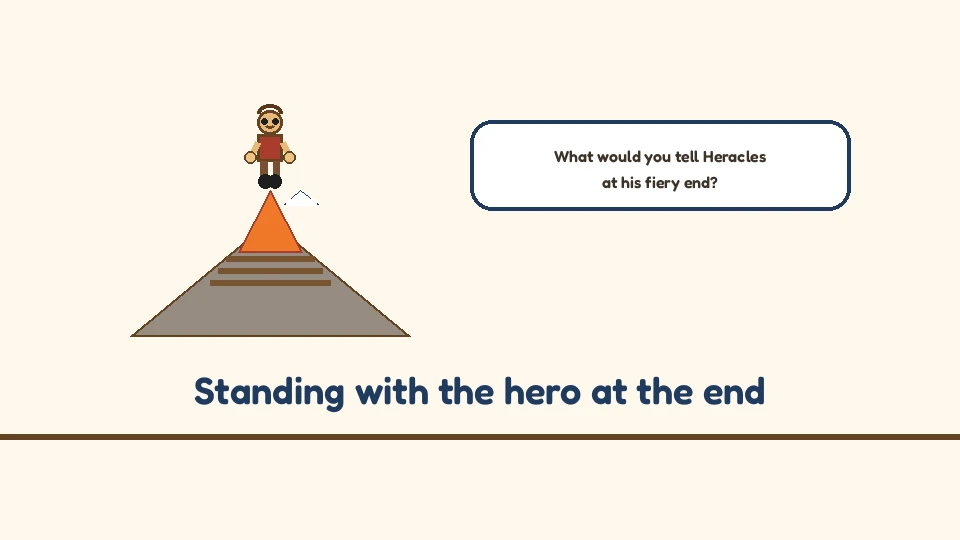 What would you tell Heracles
at his fiery end?
Standing with the hero at the end